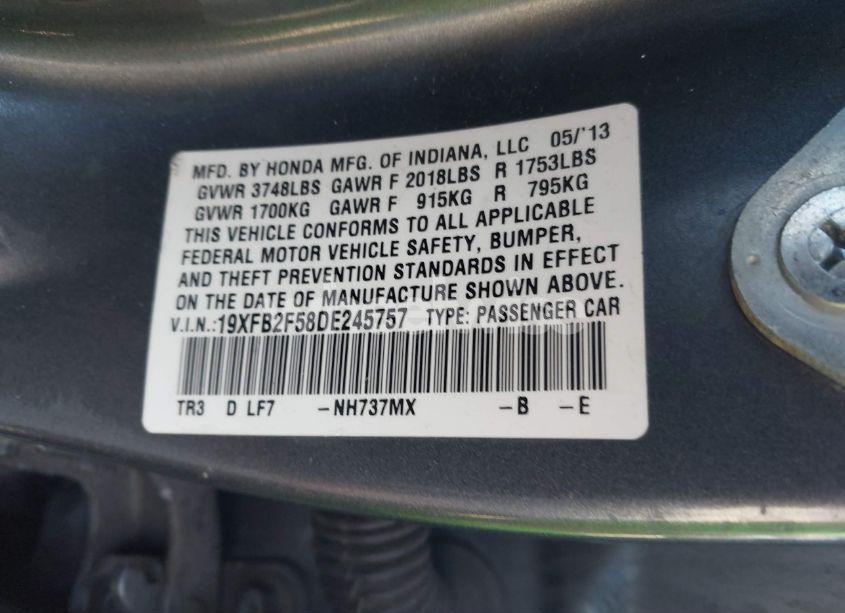 MFD. BY HONDA MFG. OF INDIANA, LLC 05/'13
GVWR 3748LBS GAWR F 2018LBS R 1753LBS
GVWR 1700KG GAWR F 915KG R 795KG
THIS VEHICLE CONFORMS TO ALL APPLICABLE
FEDERAL MOTOR VEHICLE SAFETY, BUMPER,
AND THEFT PREVENTION STANDARDS IN EFFECT
ON THE DATE OF MANUFACTURE SHOWN ABOVE.
V.I.N.:19XFB2F58DE245757 TYPE: PASSENGER CAR
TR3 D LF7 -NH737MX -B -E